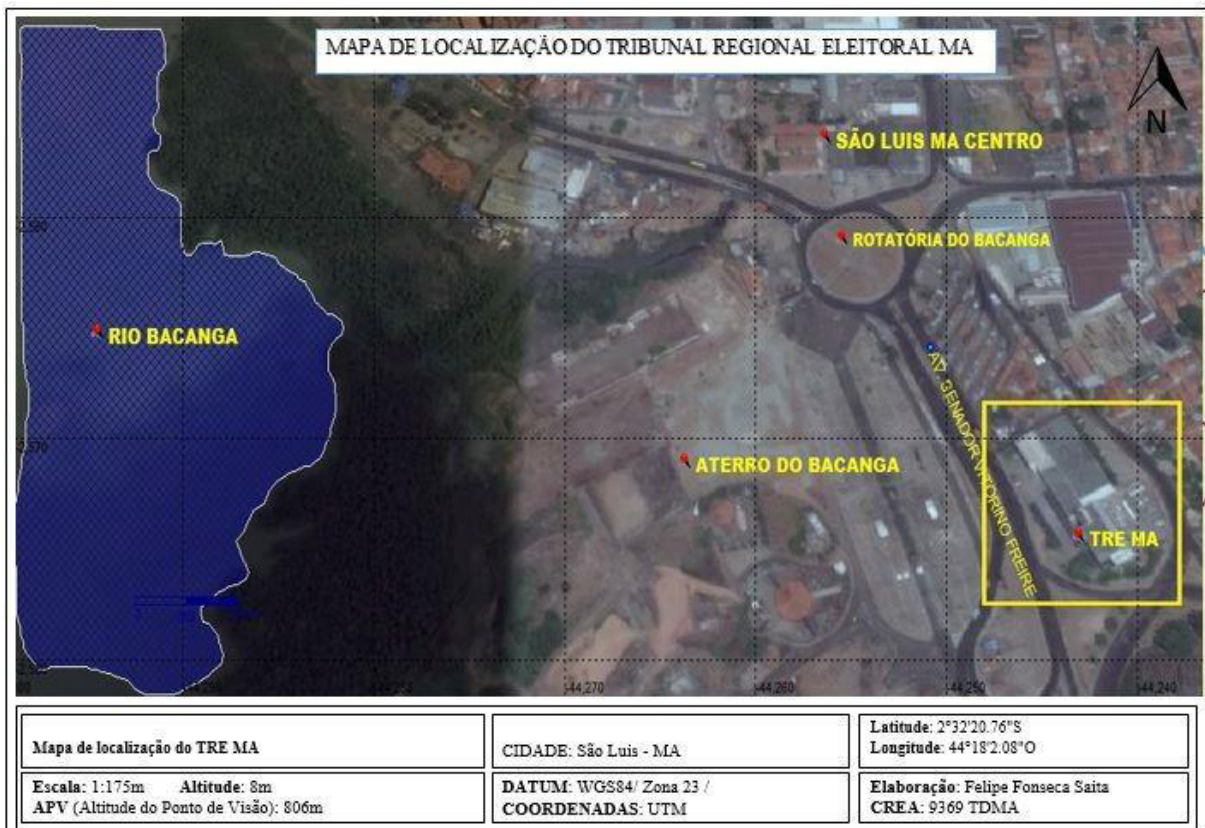 MAPA DE LOCALIZAÇÃO DO TRIBUNAL REGIONAL ELEITORAL MA
N
SÃO LUIS MA CENTRO
ROTATÓRIA DO BACANGA
RIO BACANGA
AV. SENADOR VITORINO FREIRE
ATERRO DO BACANGA
TRE MA
44,270
44,260
44,250
44,240
Mapa de localização do TRE MA
CIDADE: São Luis - MA
Latitude: 2°32'20.76"S
Longitude: 44°18'2.08"O
Escala: 1:175m Altitude: 8m
APV (Altitude do Ponto de Visão): 806m
DATUM: WGS84/ Zona 23 /
COORDENADAS: UTM
Elaboração: Felipe Fonseca Saita
CREA: 9369 TDMA